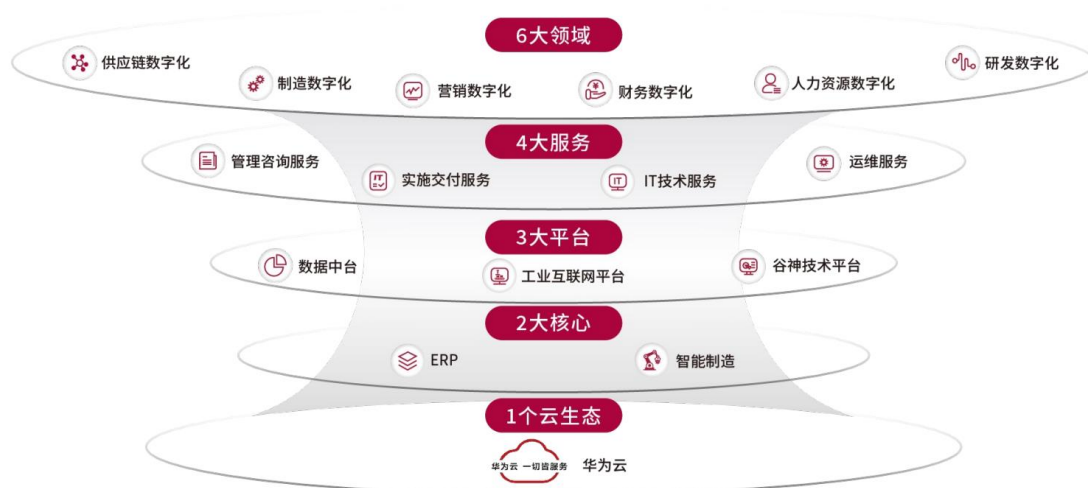 6大领域
供应链数字化
制造数字化
营销数字化
财务数字化
人力资源数字化
研发数字化
4大服务
管理咨询服务
实施交付服务
IT技术服务
运维服务
3大平台
数据中台
工业互联网平台
谷神技术平台
2大核心
ERP
智能制造
1个云生态
华为云 一切皆服务
华为云